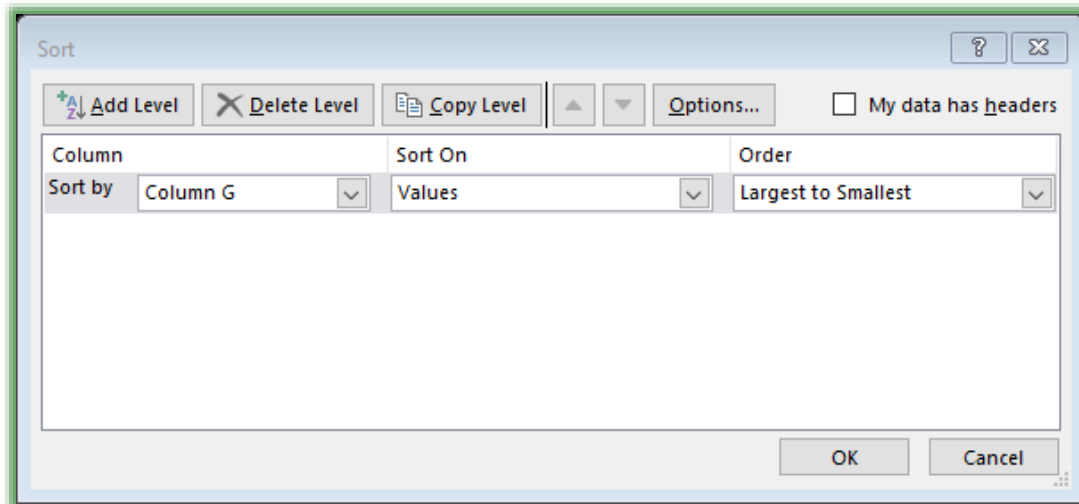 Sort
Add Level Delete Level Copy Level Options... My data has headers
Column Sort On Order
Sort by Column G Values Largest to Smallest
OK Cancel